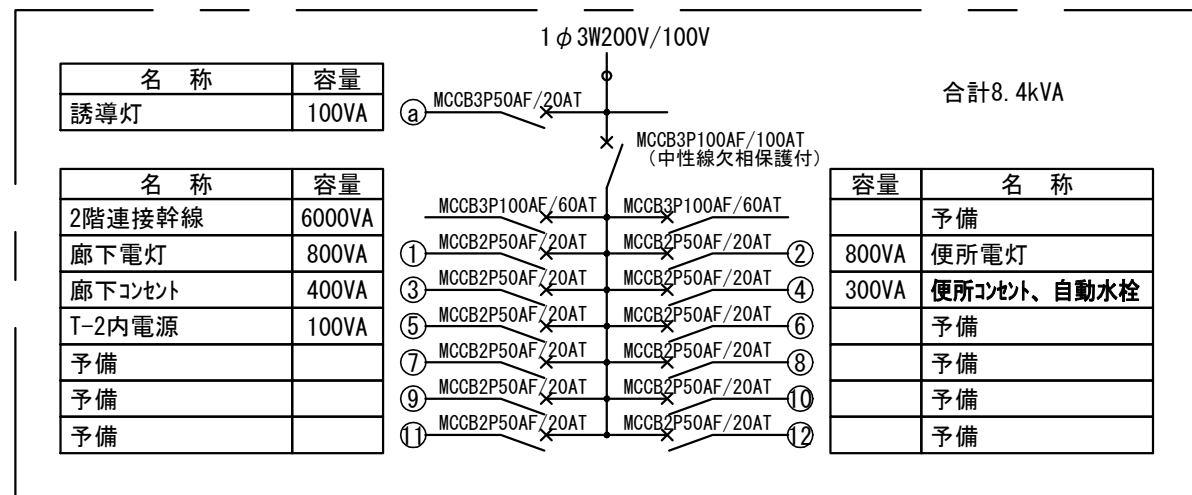 1φ3W200V/100V
合計8.4kVA
名 称 容量
誘導灯 100VA ⓐ MCCB3P50AF/20AT
MCCB3P100AF/100AT
(中性線欠相保護付)
名 称 容量 容量 名 称
2階連接幹線 6000VA MCCB3P100AF/60AT MCCB3P100AF/60AT 予備
廊下電灯 800VA ① MCCB2P50AF/20AT MCCB2P50AF/20AT ② 800VA 便所電灯
廊下コンセント 400VA ③ MCCB2P50AF/20AT MCCB2P50AF/20AT ④ 300VA 便所コンセント、自動水栓
T-2内電源 100VA ⑤ MCCB2P50AF/20AT MCCB2P50AF/20AT ⑥ 予備
予備 ⑦ MCCB2P50AF/20AT MCCB2P50AF/20AT ⑧ 予備
予備 ⑨ MCCB2P50AF/20AT MCCB2P50AF/20AT ⑩ 予備
予備 ⑪ MCCB2P50AF/20AT MCCB2P50AF/20AT ⑫ 予備